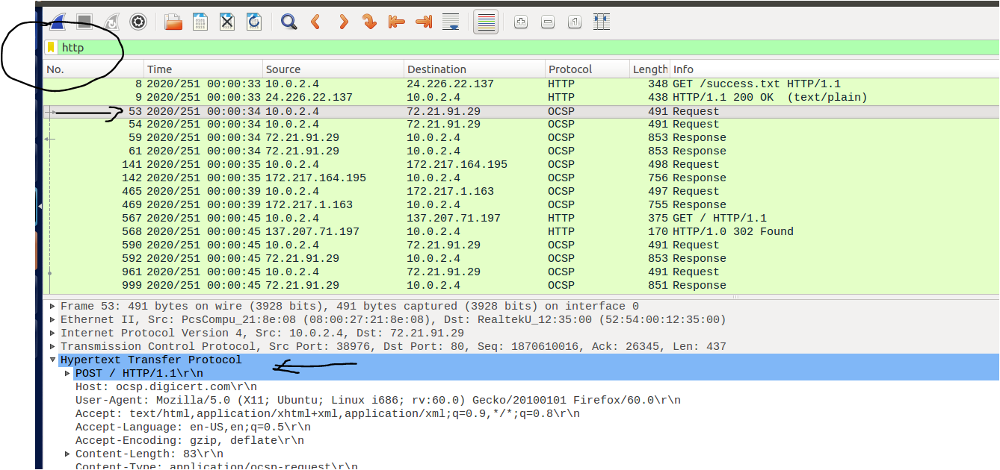 http
No. Time Source Destination Protocol Length Info
8 2020/251 00:00:33 10.0.2.4 24.226.22.137 HTTP 348 GET /success.txt HTTP/1.1
9 2020/251 00:00:33 24.226.22.137 10.0.2.4 HTTP 438 HTTP/1.1 200 OK (text/plain)
53 2020/251 00:00:34 10.0.2.4 72.21.91.29 OCSP 491 Request
54 2020/251 00:00:34 10.0.2.4 72.21.91.29 OCSP 491 Request
59 2020/251 00:00:34 72.21.91.29 10.0.2.4 OCSP 853 Response
61 2020/251 00:00:34 72.21.91.29 10.0.2.4 OCSP 853 Response
141 2020/251 00:00:35 10.0.2.4 172.217.164.195 OCSP 498 Request
142 2020/251 00:00:35 172.217.164.195 10.0.2.4 OCSP 756 Response
465 2020/251 00:00:39 10.0.2.4 172.217.1.163 OCSP 497 Request
469 2020/251 00:00:39 172.217.1.163 10.0.2.4 OCSP 755 Response
567 2020/251 00:00:45 10.0.2.4 137.207.71.197 HTTP 375 GET / HTTP/1.1
568 2020/251 00:00:45 137.207.71.197 10.0.2.4 HTTP 170 HTTP/1.0 302 Found
590 2020/251 00:00:45 10.0.2.4 72.21.91.29 OCSP 491 Request
592 2020/251 00:00:45 72.21.91.29 10.0.2.4 OCSP 853 Response
961 2020/251 00:00:45 10.0.2.4 72.21.91.29 OCSP 491 Request
999 2020/251 00:00:45 72.21.91.29 10.0.2.4 OCSP 851 Response
Frame 53: 491 bytes on wire (3928 bits), 491 bytes captured (3928 bits) on interface 0
Ethernet II, Src: PcsCompu_21:8e:08 (08:00:27:21:8e:08), Dst: RealtekU_12:35:00 (52:54:00:12:35:00)
Internet Protocol Version 4, Src: 10.0.2.4, Dst: 72.21.91.29
Transmission Control Protocol, Src Port: 38976, Dst Port: 80, Seq: 1870610016, Ack: 26345, Len: 437
Hypertext Transfer Protocol
POST / HTTP/1.1\r\n
Host: ocsp.digicert.com\r\n
User-Agent: Mozilla/5.0 (X11; Ubuntu; Linux i686; rv:60.0) Gecko/20100101 Firefox/60.0\r\n
Accept: text/html,application/xhtml+xml,application/xml;q=0.9,*/*;q=0.8\r\n
Accept-Language: en-US,en;q=0.5\r\n
Accept-Encoding: gzip, deflate\r\n
Content-Length: 83\r\n
Content-Type: application/ocsp-request\r\n